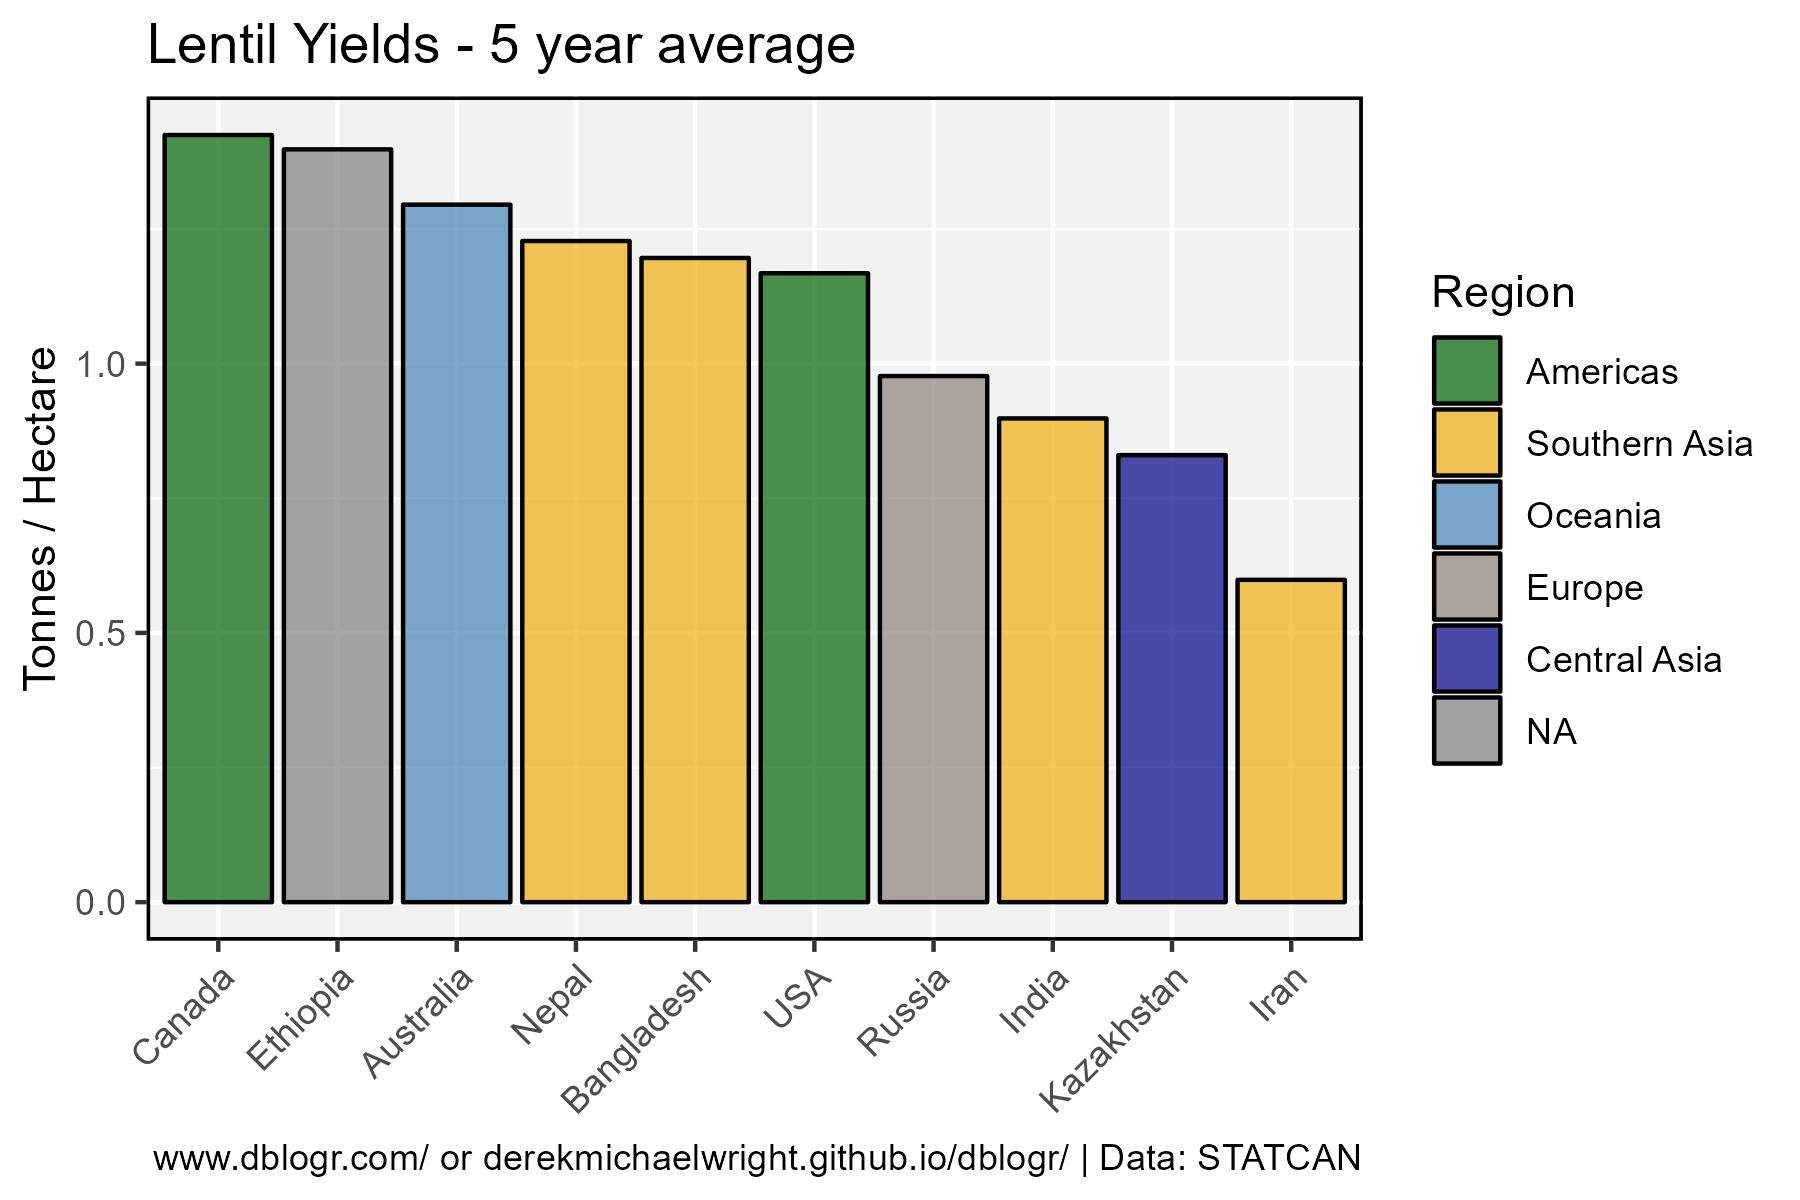 Lentil Yields - 5 year average
Tonnes / Hectare
1.0
0.5
0.0
Canada
Ethiopia
Australia
Nepal
Bangladesh
USA
Russia
India
Kazakhstan
Iran
Region
Americas
Southern Asia
Oceania
Europe
Central Asia
NA
www.dblogr.com/ or derekmichaelwright.github.io/dblogr/ | Data: STATCAN